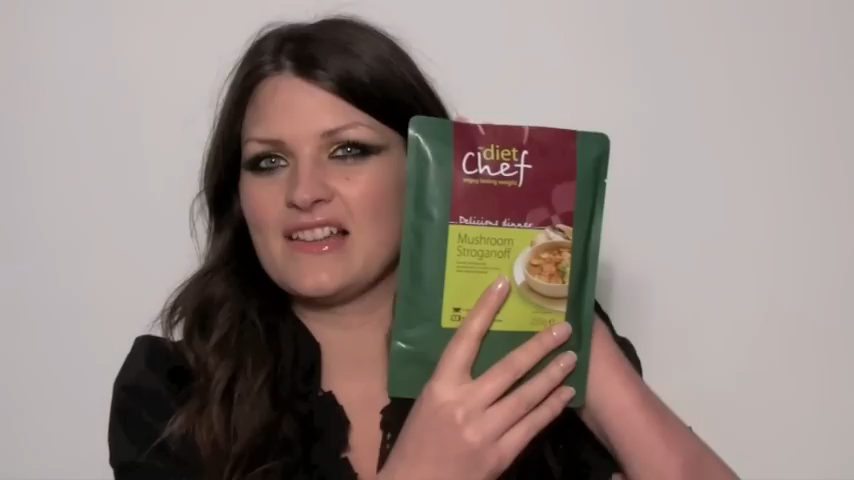 diet
Chef
enjoy losing weight
Delicious dinner
Mushroom
Stroganoff